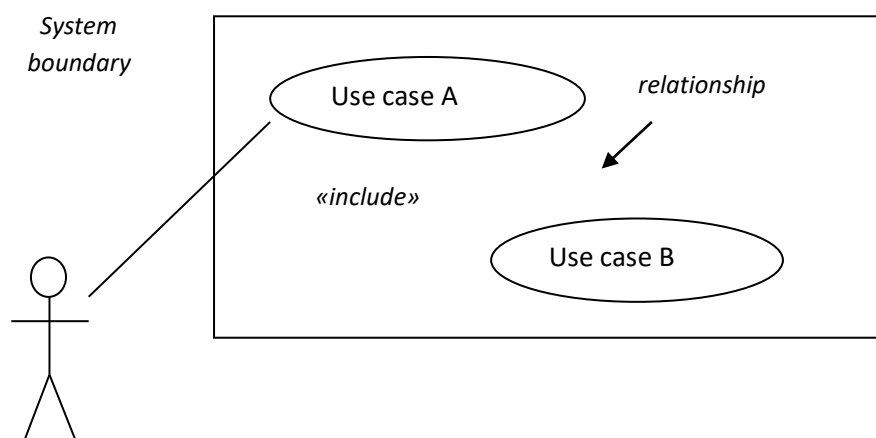 System
boundary
Use case A
relationship
«include»
Use case B